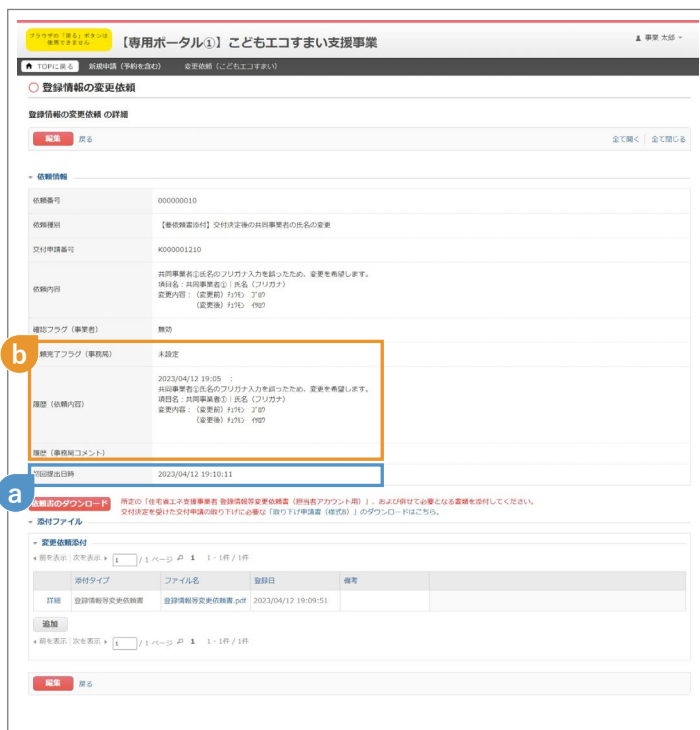 ブラウザの「戻る」ボタンは
使用できません
【専用ポータル①】こどもエコすまい支援事業
事業 太郎
TOPに戻る 新規申請（予約を含む） 変更依頼（こどもエコすまい）
登録情報の変更依頼
登録情報の変更依頼 の詳細
編集 戻る 全て開く 全て閉じる
依頼情報
依頼番号 000000010
依頼種別 【要依頼書添付】交付決定後の共同事業者の氏名の変更
交付申請番号 K000001210
依頼内容
共同事業者①氏名のフリガナ入力を誤ったため、変更を希望します。
項目名：共同事業者①｜氏名（フリガナ）
変更内容：（変更前）ﾁｭｳﾓﾝ ｼﾞﾛｳ
（変更後）ﾁｭｳﾓﾝ ｲﾁﾛｳ
確認フラグ（事業者） 無効
b
依頼完了フラグ（事務局） 未設定
履歴（依頼内容）
2023/04/12 19:05 ：
共同事業者①氏名のフリガナ入力を誤ったため、変更を希望します。
項目名：共同事業者①｜氏名（フリガナ）
変更内容：（変更前）ﾁｭｳﾓﾝ ｼﾞﾛｳ
（変更後）ﾁｭｳﾓﾝ ｲﾁﾛｳ
履歴（事務局コメント）
初回提出日時 2023/04/12 19:10:11
a
依頼書のダウンロード
所定の「住宅省エネ支援事業者 登録情報等変更依頼書（担当者アカウント用）」、および併せて必要となる書類を添付してください。
交付決定を受けた交付申請の取り下げに必要な「取り下げ申請書（様式8）」のダウンロードはこちら。
添付ファイル
変更依頼添付
前を表示 次を表示 1 / 1 ページ 1 1 - 1件 / 1件
添付タイプ ファイル名 登録日 備考
詳細 登録情報等変更依頼書 登録情報等変更依頼書.pdf 2023/04/12 19:09:51
追加
前を表示 次を表示 1 / 1 ページ 1 1 - 1件 / 1件
編集 戻る